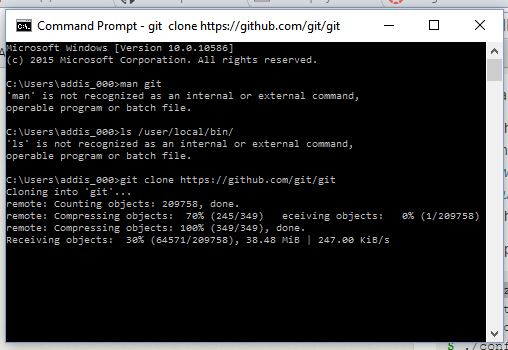 Command Prompt - git  clone https://github.com/git/git
Microsoft Windows [Version 10.0.10586]
(c) 2015 Microsoft Corporation. All rights reserved.
C:\Users\addis_000>man git
'man' is not recognized as an internal or external command,
operable program or batch file.
C:\Users\addis_000>ls /user/local/bin/
'ls' is not recognized as an internal or external command,
operable program or batch file.
C:\Users\addis_000>git clone https://github.com/git/git
Cloning into 'git'...
remote: Counting objects: 209758, done.
remote: Compressing objects:  70% (245/349)   eceiving objects:   0% (1/209758)
remote: Compressing objects: 100% (349/349), done.
Receiving objects:  30% (64571/209758), 38.48 MiB | 247.00 KiB/s
$ ./conf